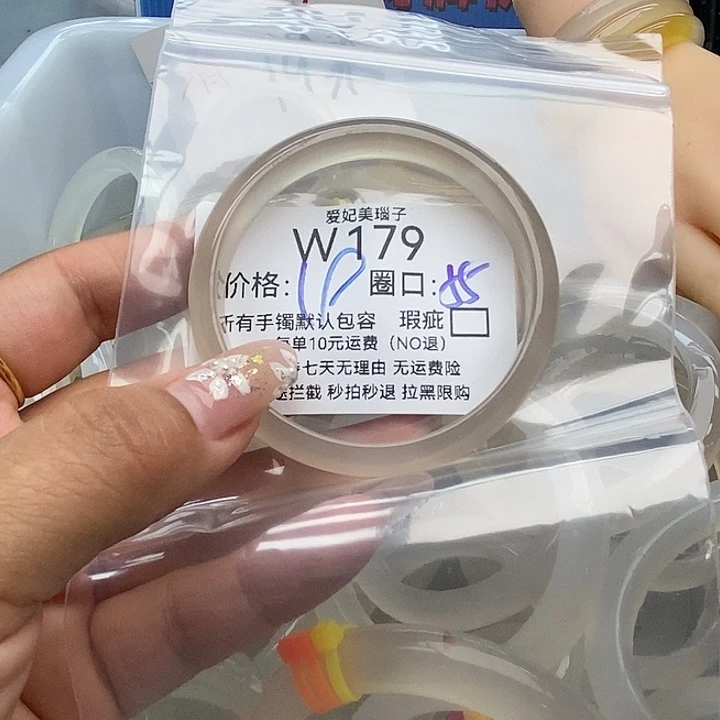 爱妃美瑙子
W179
价格: 圈口:55
所有手镯默认包容 瑕疵
每单10元运费（NO退）
持七天无理由 无运费险
拦截 秒拍秒退 拉黑限购